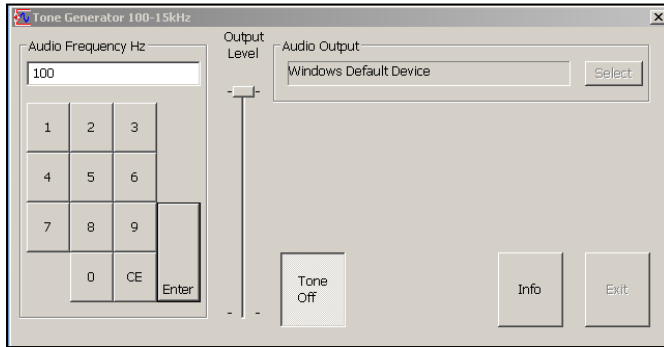 Tone Generator 100-15kHz
Audio Frequency Hz
100
1 2 3
4 5 6
7 8 9
0 CE Enter
Output
Level
Audio Output
Windows Default Device
Select
Tone
Off
Info
Exit